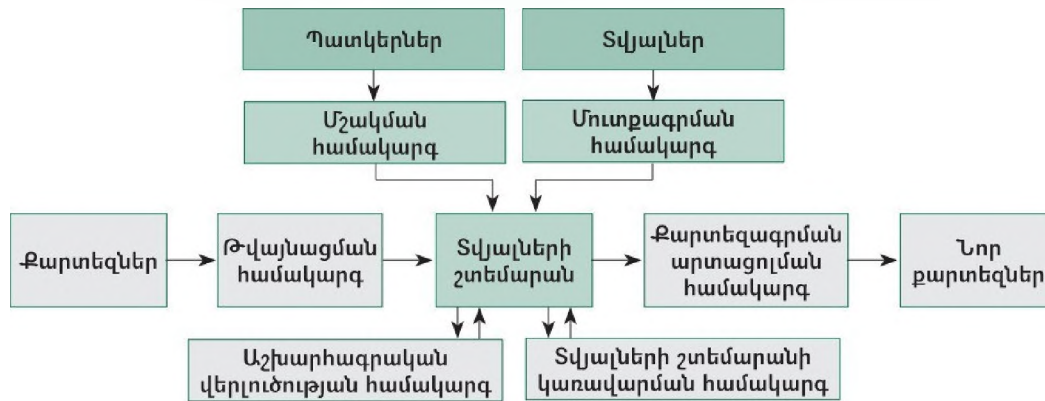 Պատկերներ
Տվյալներ
Մշակման
համակարգ
Մուտքագրման
համակարգ
Քարտեզներ
Թվայնացման
համակարգ
Տվյալների
շտեմարան
Քարտեզագրման
արտացոլման
համակարգ
Նոր
քարտեզներ
Աշխարհագրական
վերլուծության համակարգ
Տվյալների շտեմարանի
կառավարման համակարգ